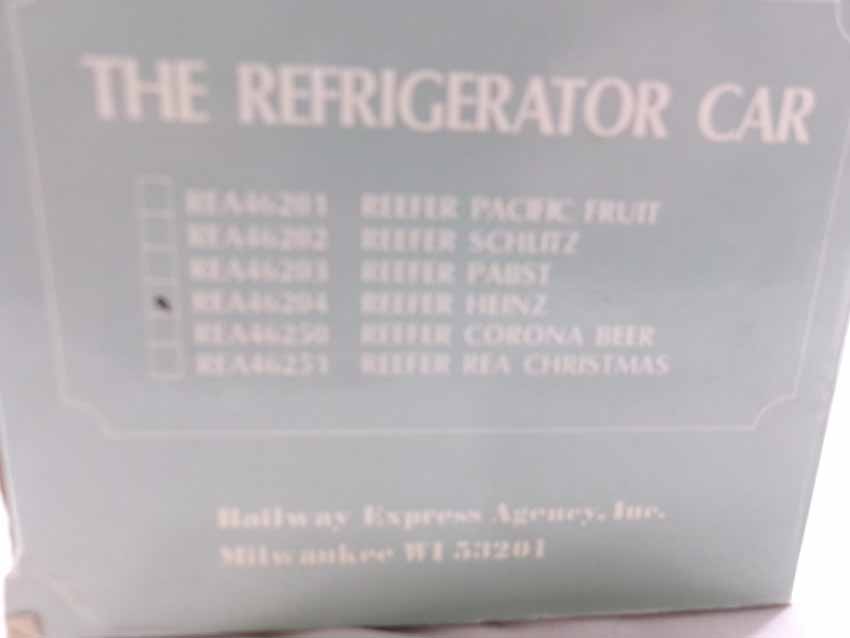 THE REFRIGERATOR CAR
REA46201 REEFER PACIFIC FRUIT
REA46202 REEFER SCHLITZ
REA46203 REEFER PABST
REA46204 REEFER HEINZ
REA46250 REEFER CORONA BEER
REA46251 REEFER REA CHRISTMAS
Railway Express Agency, Inc.
Milwaukee WI 53201